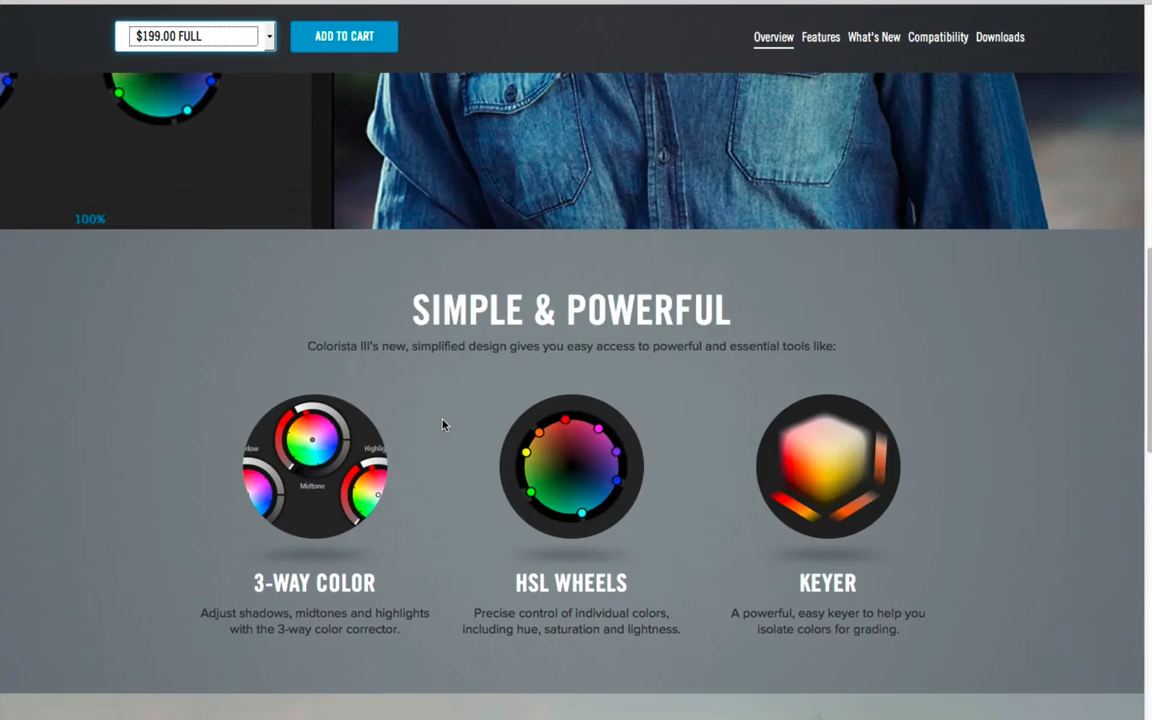 $199.00 FULL
ADD TO CART
Overview Features What's New Compatibility Downloads
100%
SIMPLE & POWERFUL
Colorista III's new, simplified design gives you easy access to powerful and essential tools like:
dow
Highlig
Midtone
3-WAY COLOR
Adjust shadows, midtones and highlights
with the 3-way color corrector.
HSL WHEELS
Precise control of individual colors,
including hue, saturation and lightness.
KEYER
A powerful, easy keyer to help you
isolate colors for grading.